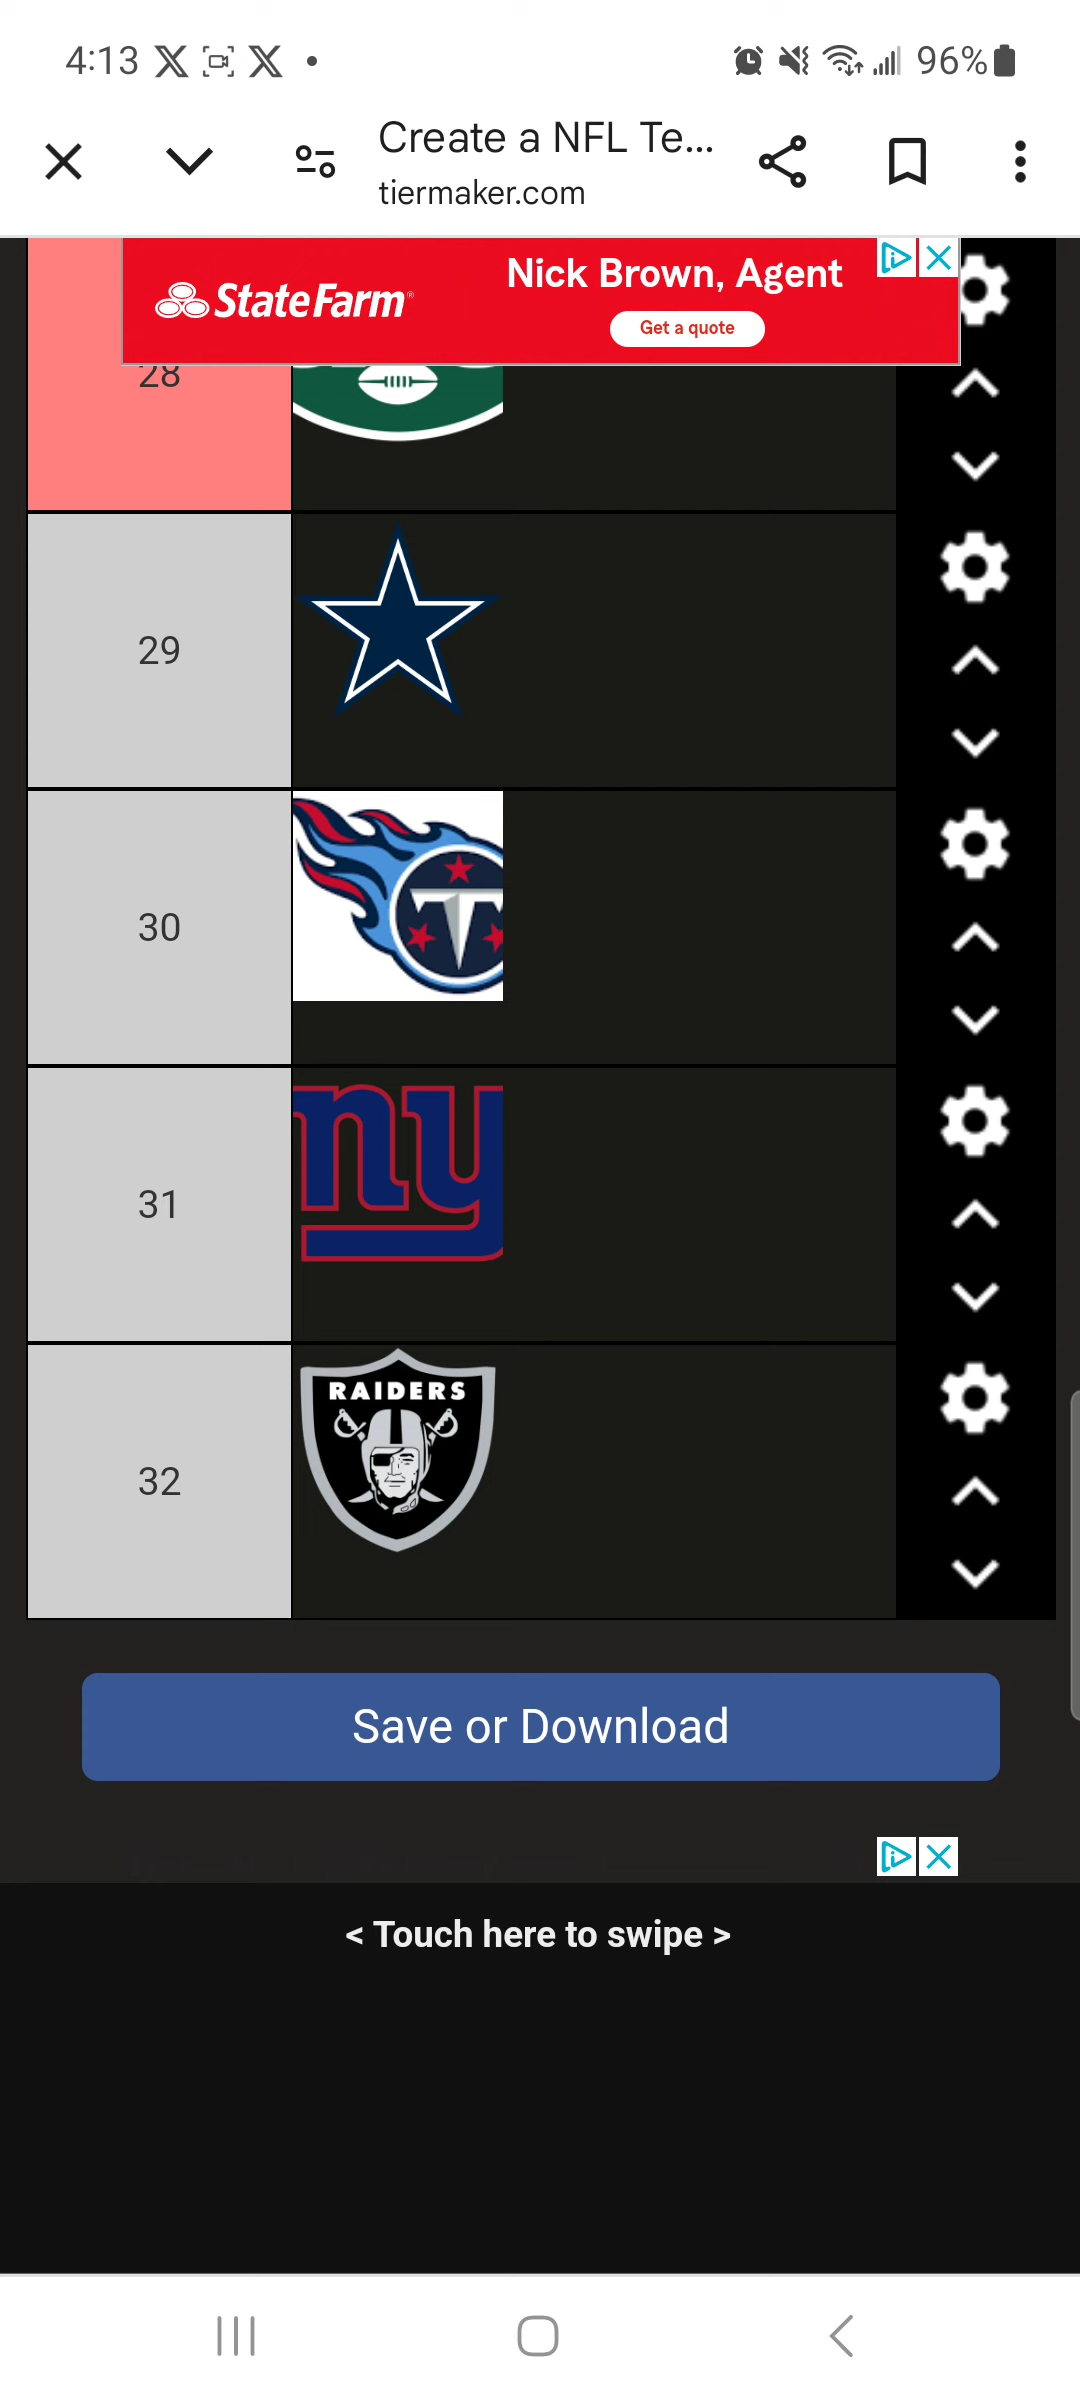 4:13
96%
Create a NFL Te...
tiermaker.com
StateFarm®
Nick Brown, Agent
Get a quote
28
29
30
T
31
ny
RAIDERS
32
Save or Download
< Touch here to swipe >